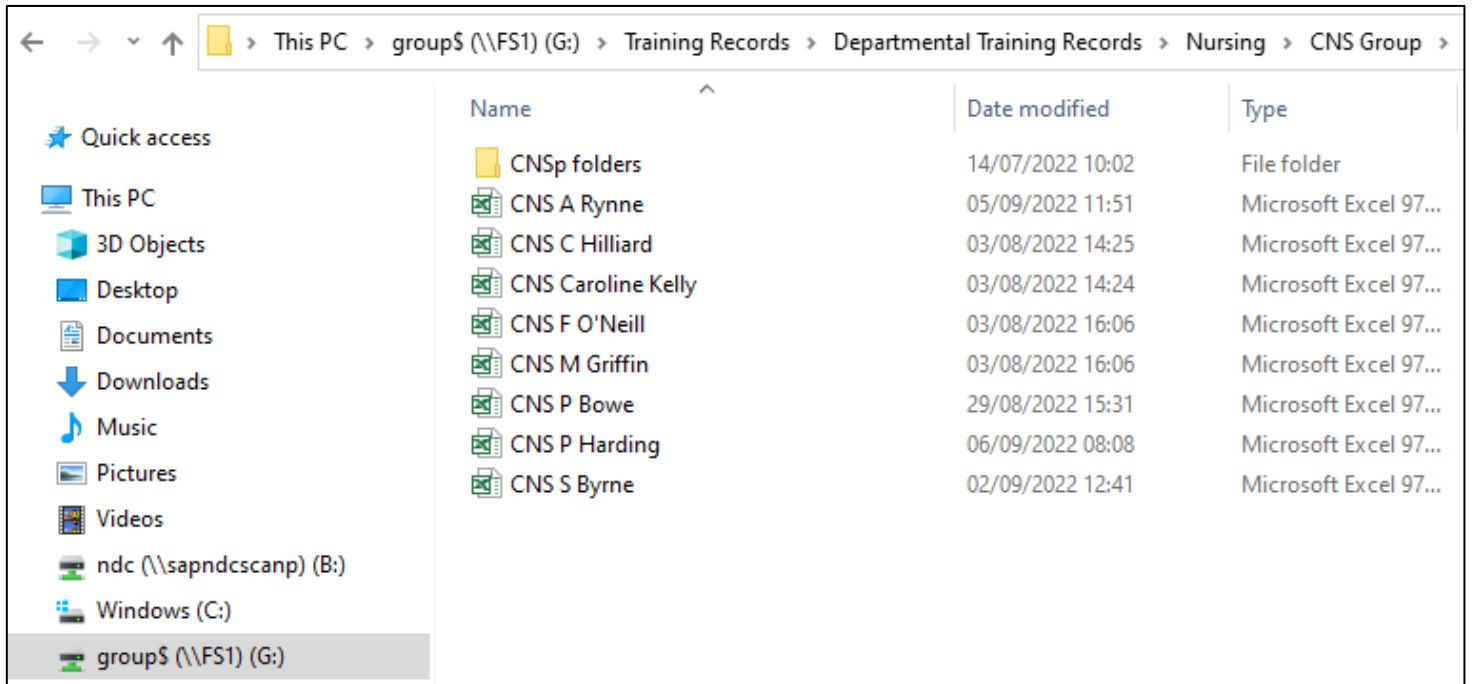 This PC > group$ (\\FS1) (G:) > Training Records > Departmental Training Records > Nursing > CNS Group >
Name Date modified Type
Quick access
This PC
3D Objects
Desktop
Documents
Downloads
Music
Pictures
Videos
ndc (\\sapndcscanp) (B:)
Windows (C:)
group$ (\\FS1) (G:)
CNSp folders 14/07/2022 10:02 File folder
CNS A Rynne 05/09/2022 11:51 Microsoft Excel 97...
CNS C Hilliard 03/08/2022 14:25 Microsoft Excel 97...
CNS Caroline Kelly 03/08/2022 14:24 Microsoft Excel 97...
CNS F O'Neill 03/08/2022 16:06 Microsoft Excel 97...
CNS M Griffin 03/08/2022 16:06 Microsoft Excel 97...
CNS P Bowe 29/08/2022 15:31 Microsoft Excel 97...
CNS P Harding 06/09/2022 08:08 Microsoft Excel 97...
CNS S Byrne 02/09/2022 12:41 Microsoft Excel 97...